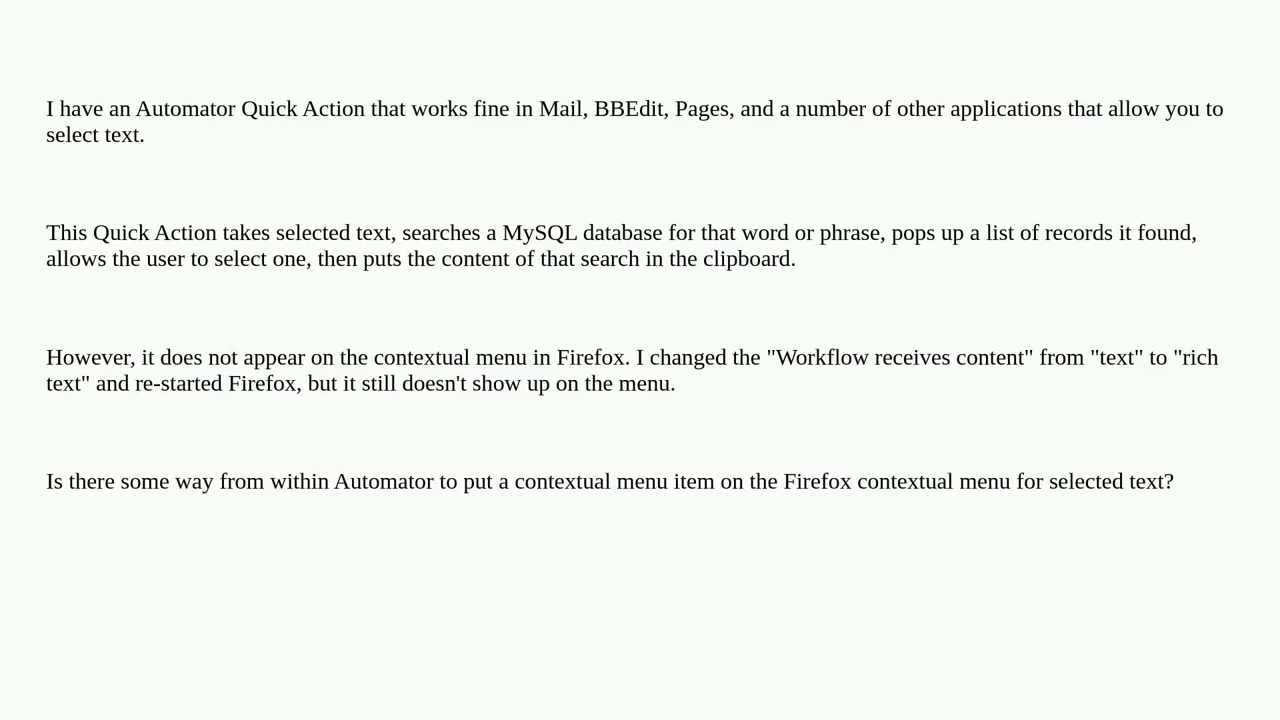 I have an Automator Quick Action that works fine in Mail, BBEdit, Pages, and a number of other applications that allow you to
select text.
This Quick Action takes selected text, searches a MySQL database for that word or phrase, pops up a list of records it found,
allows the user to select one, then puts the content of that search in the clipboard.
However, it does not appear on the contextual menu in Firefox. I changed the "Workflow receives content" from "text" to "rich
text" and re-started Firefox, but it still doesn't show up on the menu.
Is there some way from within Automator to put a contextual menu item on the Firefox contextual menu for selected text?